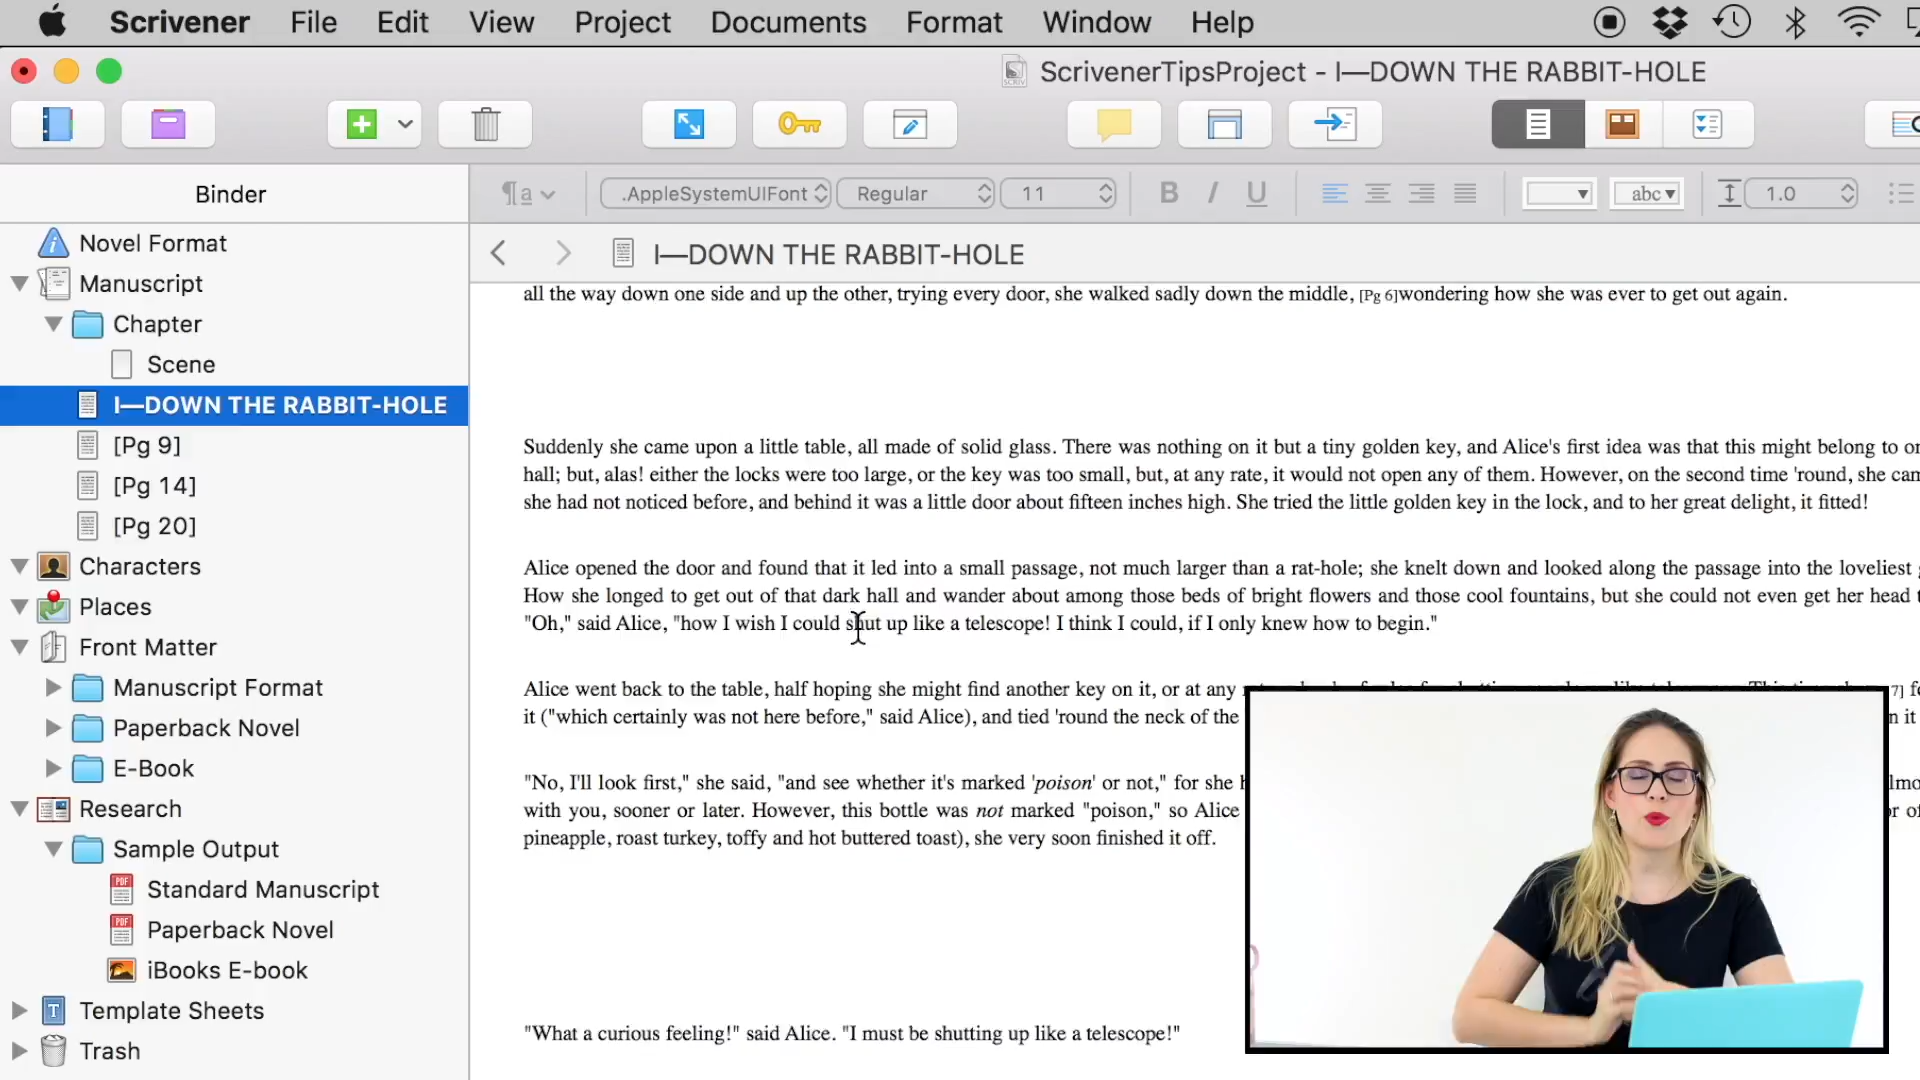 Scrivener File Edit View Project Documents Format Window Help
ScrivenerTipsProject - I—DOWN THE RABBIT-HOLE
Binder
¶a .AppleSystemUIFont Regular 11 B I U abc 1.0
I—DOWN THE RABBIT-HOLE
Novel Format
Manuscript
Chapter
Scene
I—DOWN THE RABBIT-HOLE
[Pg 9]
[Pg 14]
[Pg 20]
Characters
Places
Front Matter
Manuscript Format
Paperback Novel
E-Book
Research
Sample Output
PDF Standard Manuscript
PDF Paperback Novel
iBooks E-book
T Template Sheets
Trash
all the way down one side and up the other, trying every door, she walked sadly down the middle, [Pg 6]wondering how she was ever to get out again.
Suddenly she came upon a little table, all made of solid glass. There was nothing on it but a tiny golden key, and Alice's first idea was that this might belong to
hall; but, alas! either the locks were too large, or the key was too small, but, at any rate, it would not open any of them. However, on the second time 'round, she
she had not noticed before, and behind it was a little door about fifteen inches high. She tried the little golden key in the lock, and to her great delight, it fitted!
Alice opened the door and found that it led into a small passage, not much larger than a rat-hole; she knelt down and looked along the passage into the loveliest
How she longed to get out of that dark hall and wander about among those beds of bright flowers and those cool fountains, but she could not even get her head
"Oh," said Alice, "how I wish I could shut up like a telescope! I think I could, if I only knew how to begin."
Alice went back to the table, half hoping she might find another key on it, or at any
7]
it ("which certainly was not here before," said Alice), and tied 'round the neck of the
it
"No, I'll look first," she said, "and see whether it's marked 'poison' or not," for she
with you, sooner or later. However, this bottle was not marked "poison," so Alice
pineapple, roast turkey, toffy and hot buttered toast), she very soon finished it off.
"What a curious feeling!" said Alice. "I must be shutting up like a telescope!"